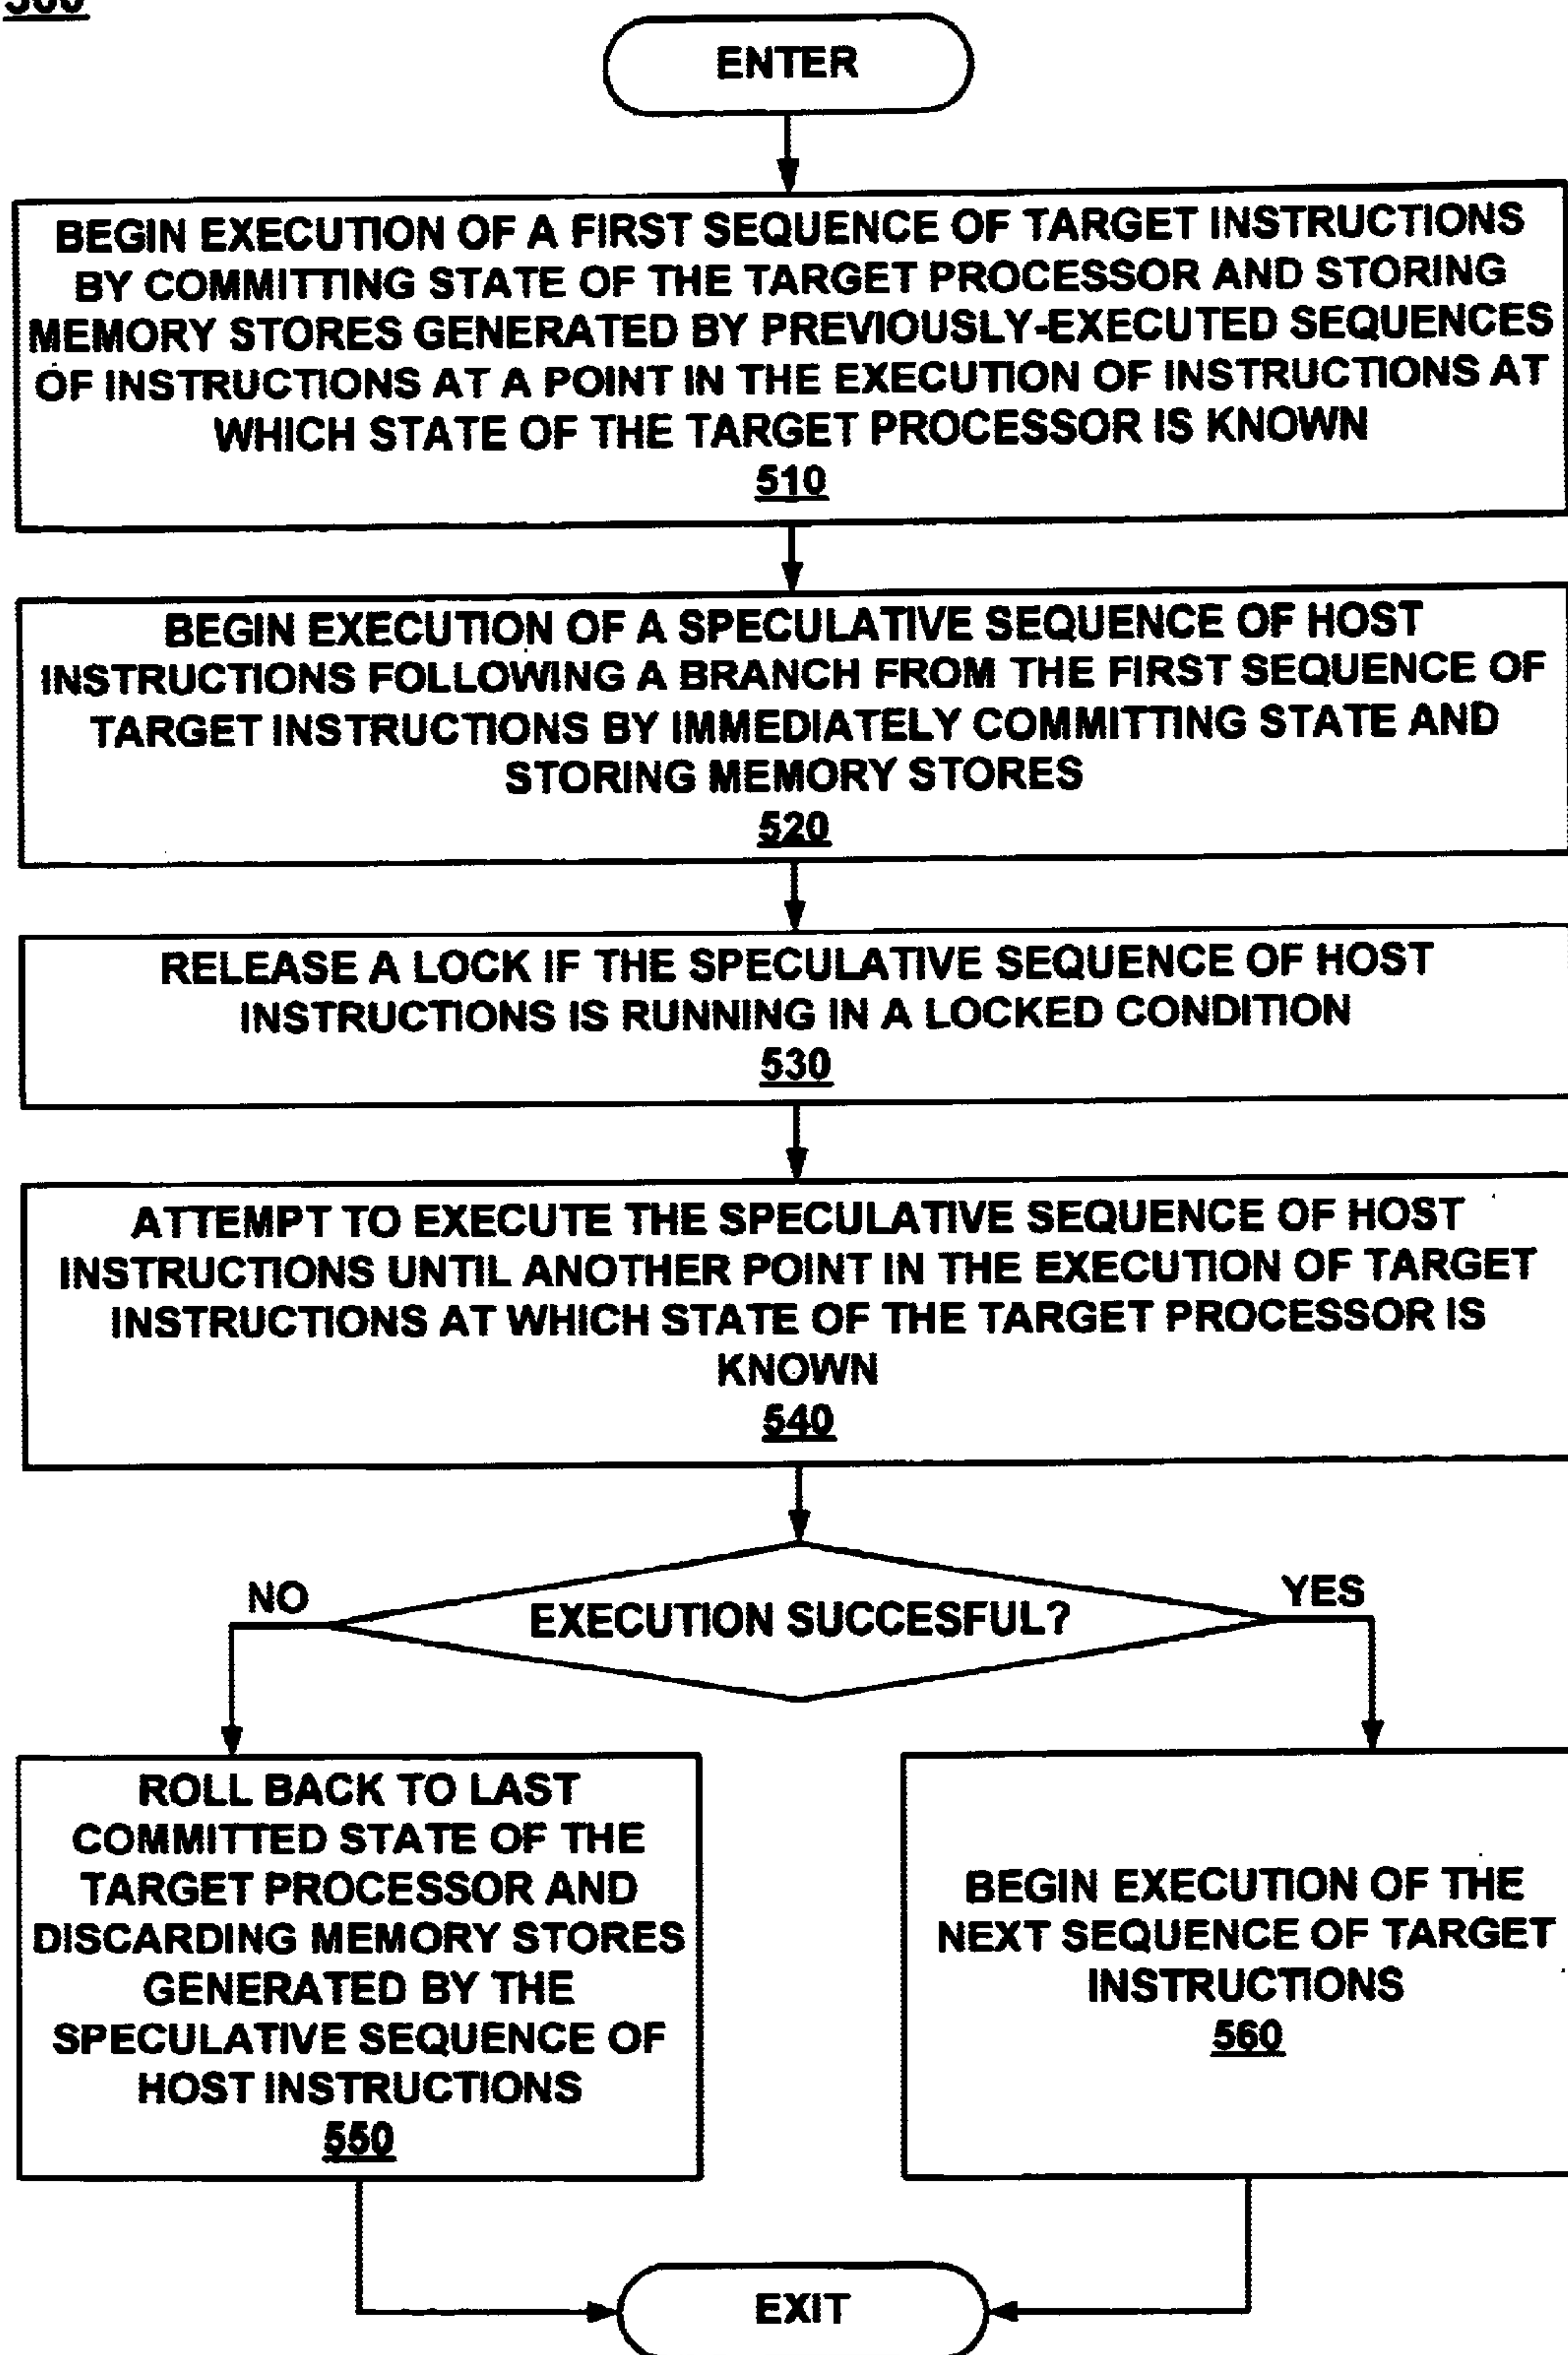 500
ENTER
BEGIN EXECUTION OF A FIRST SEQUENCE OF TARGET INSTRUCTIONS
BY COMMITTING STATE OF THE TARGET PROCESSOR AND STORING
MEMORY STORES GENERATED BY PREVIOUSLY-EXECUTED SEQUENCES
OF INSTRUCTIONS AT A POINT IN THE EXECUTION OF INSTRUCTIONS AT
WHICH STATE OF THE TARGET PROCESSOR IS KNOWN
510
BEGIN EXECUTION OF A SPECULATIVE SEQUENCE OF HOST
INSTRUCTIONS FOLLOWING A BRANCH FROM THE FIRST SEQUENCE OF
TARGET INSTRUCTIONS BY IMMEDIATELY COMMITTING STATE AND
STORING MEMORY STORES
520
RELEASE A LOCK IF THE SPECULATIVE SEQUENCE OF HOST
INSTRUCTIONS IS RUNNING IN A LOCKED CONDITION
530
ATTEMPT TO EXECUTE THE SPECULATIVE SEQUENCE OF HOST
INSTRUCTIONS UNTIL ANOTHER POINT IN THE EXECUTION OF TARGET
INSTRUCTIONS AT WHICH STATE OF THE TARGET PROCESSOR IS
KNOWN
540
EXECUTION SUCCESFUL?
NO
YES
ROLL BACK TO LAST
COMMITTED STATE OF THE
TARGET PROCESSOR AND
DISCARDING MEMORY STORES
GENERATED BY THE
SPECULATIVE SEQUENCE OF
HOST INSTRUCTIONS
550
BEGIN EXECUTION OF THE
NEXT SEQUENCE OF TARGET
INSTRUCTIONS
560
EXIT